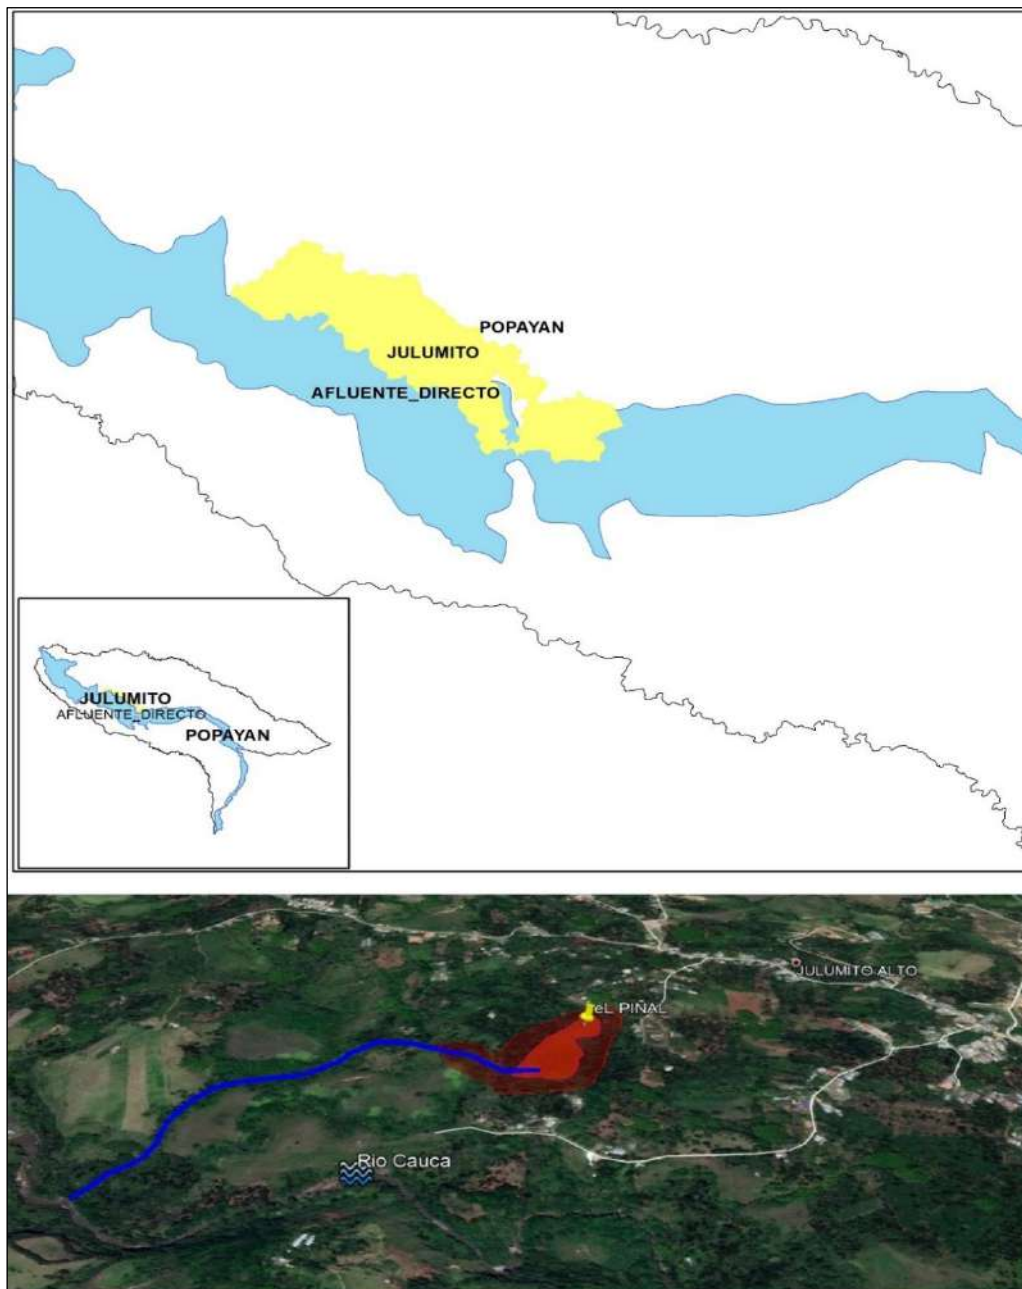 POPAYAN
JULUMITO
AFLUENTE_DIRECTO
JULUMITO
AFLUENTE_DIRECTO
POPAYAN
JULUMITO ALTO
eL PIÑAL
Rio Cauca